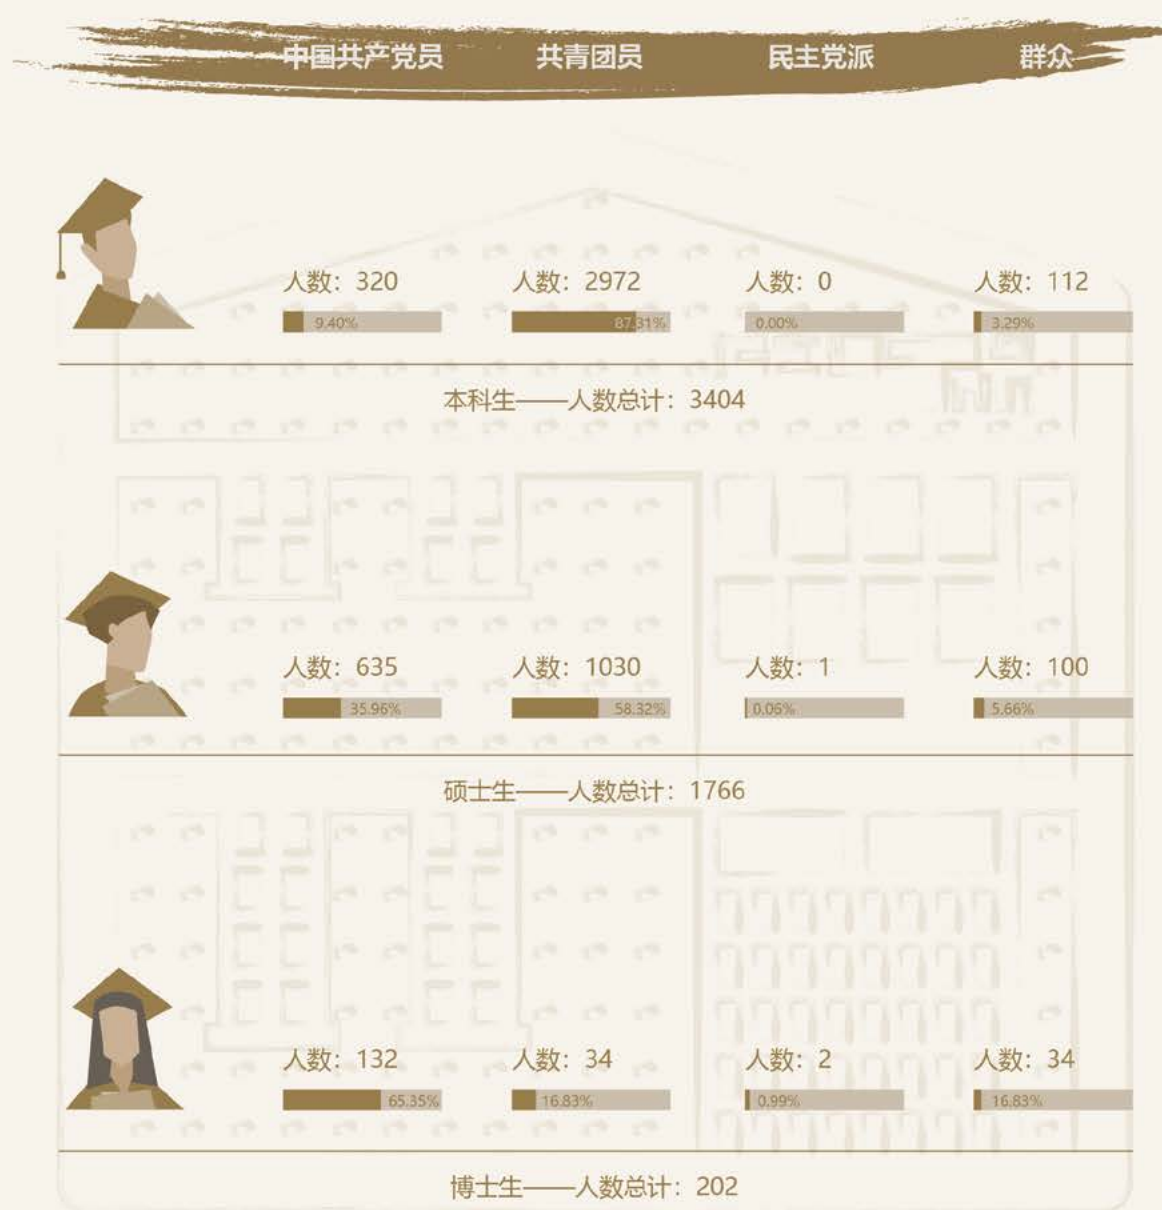 中国共产党员 共青团员 民主党派 群众
人数：320 人数：2972 人数：0 人数：112
9.40% 87.31% 0.00% 3.29%
本科生——人数总计：3404
人数：635 人数：1030 人数：1 人数：100
35.96% 58.32% 0.06% 5.66%
硕士生——人数总计：1766
人数：132 人数：34 人数：2 人数：34
65.35% 16.83% 0.99% 16.83%
博士生——人数总计：202